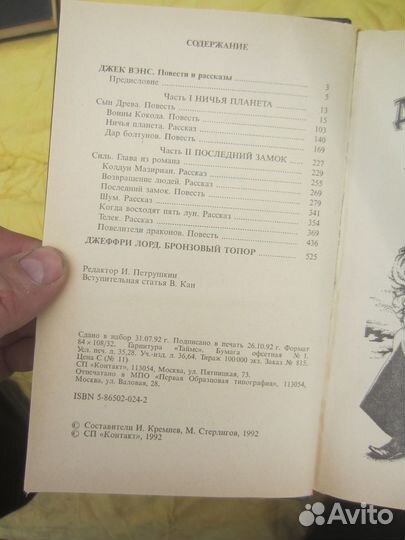 СОДЕРЖАНИЕ
ДЖЕК ВЭНС. Повести и рассказы 3
Предисловие 5
Часть I НИЧЬЯ ПЛАНЕТА 13
Сын Древа. Повесть 15
Воины Кокода. Повесть 103
Ничья планета. Рассказ 140
Дар болтунов. Повесть 169
Часть II ПОСЛЕДНИЙ ЗАМОК 227
Силь. Глава из романа 229
Колдун Мазириан. Рассказ 255
Возвращение людей. Рассказ 269
Последний замок. Повесть 279
Шум. Рассказ 341
Когда восходят пять лун. Рассказ 354
Телек. Рассказ 369
Повелители драконов. Повесть 436
ДЖЕФФРИ ЛОРД. БРОНЗОВЫЙ ТОПОР 525
Редактор И. Петрушкин
Вступительная статья В. Кан
Сдано в набор 31.07.92 г. Подписано в печать 26.10.92 г. Формат
84 × 108/32. Гарнитура «Таймс». Бумага офсетная № 1.
Усл. печ. л. 35,28. Уч.-изд. л. 36,64. Тираж 100 000 экз. Заказ № 815.
Цена С (№ 11)
СП «Контакт», 113054, Москва, ул. Пятницкая, 73.
Отпечатано в МПО «Первая Образцовая типография», 113054,
Москва, ул. Валовая, 28.
ISBN 5-86502-024-2
© Составители И. Кремнев, М. Стерлигов, 1992
© СП «Контакт», 1992
Avito